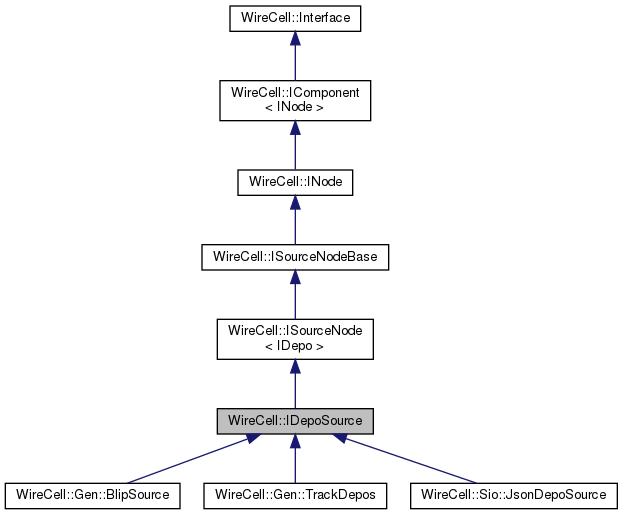 WireCell::Interface
WireCell::IComponent
< INode >
WireCell::INode
WireCell::ISourceNodeBase
WireCell::ISourceNode
< IDepo >
WireCell::IDepoSource
WireCell::Gen::BlipSource
WireCell::Gen::TrackDepos
WireCell::Sio::JsonDepoSource